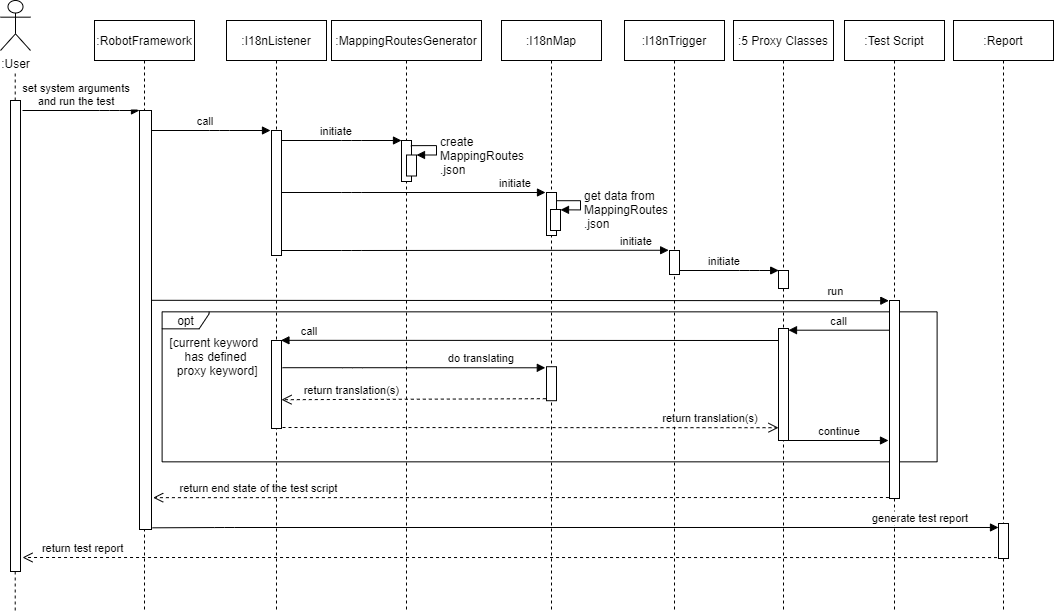 :User
:RobotFramework
:I18nListener
:MappingRoutesGenerator
:I18nMap
:I18nTrigger
:5 Proxy Classes
:Test Script
:Report
set system arguments
and run the test
call
initiate
create
MappingRoutes
.json
initiate
get data from
MappingRoutes
.json
initiate
initiate
run
opt
call
[current keyword
has defined
proxy keyword]
call
do translating
return translation(s)
return translation(s)
continue
return end state of the test script
generate test report
return test report